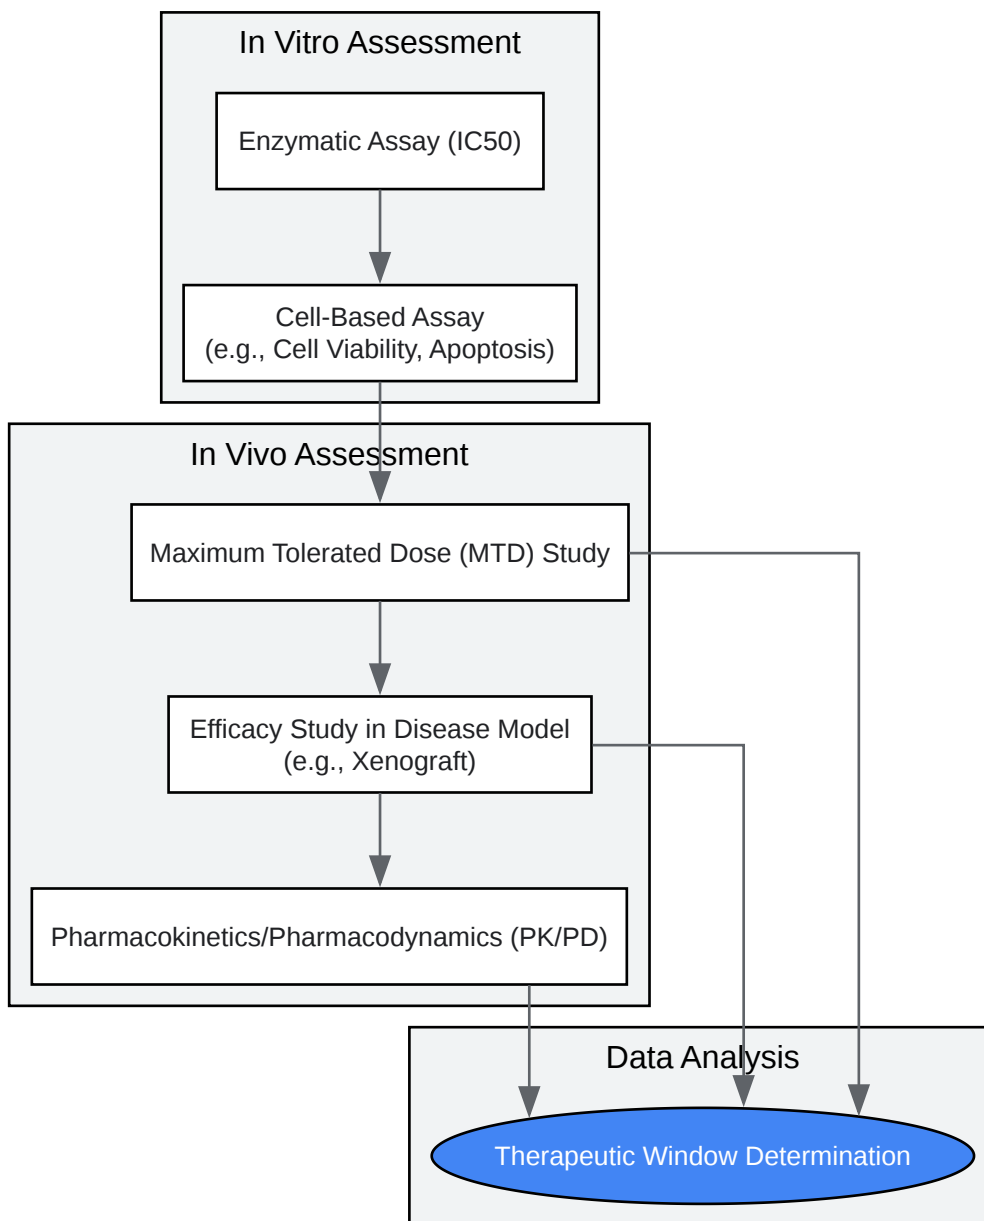 In Vitro Assessment
Enzymatic Assay (IC50)
Cell-Based Assay
(e.g., Cell Viability, Apoptosis)
In Vivo Assessment
Maximum Tolerated Dose (MTD) Study
Efficacy Study in Disease Model
(e.g., Xenograft)
Pharmacokinetics/Pharmacodynamics (PK/PD)
Data Analysis
Therapeutic Window Determination